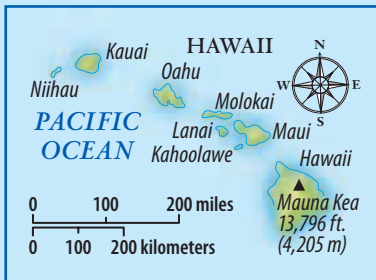 HAWAII
Kauai
Niihau
Oahu
Molokai
Lanai
Maui
Kahoolawe
Hawaii
PACIFIC
OCEAN
N
W
E
S
Mauna Kea
13,796 ft.
(4,205 m)
0 100 200 miles
0 100 200 kilometers